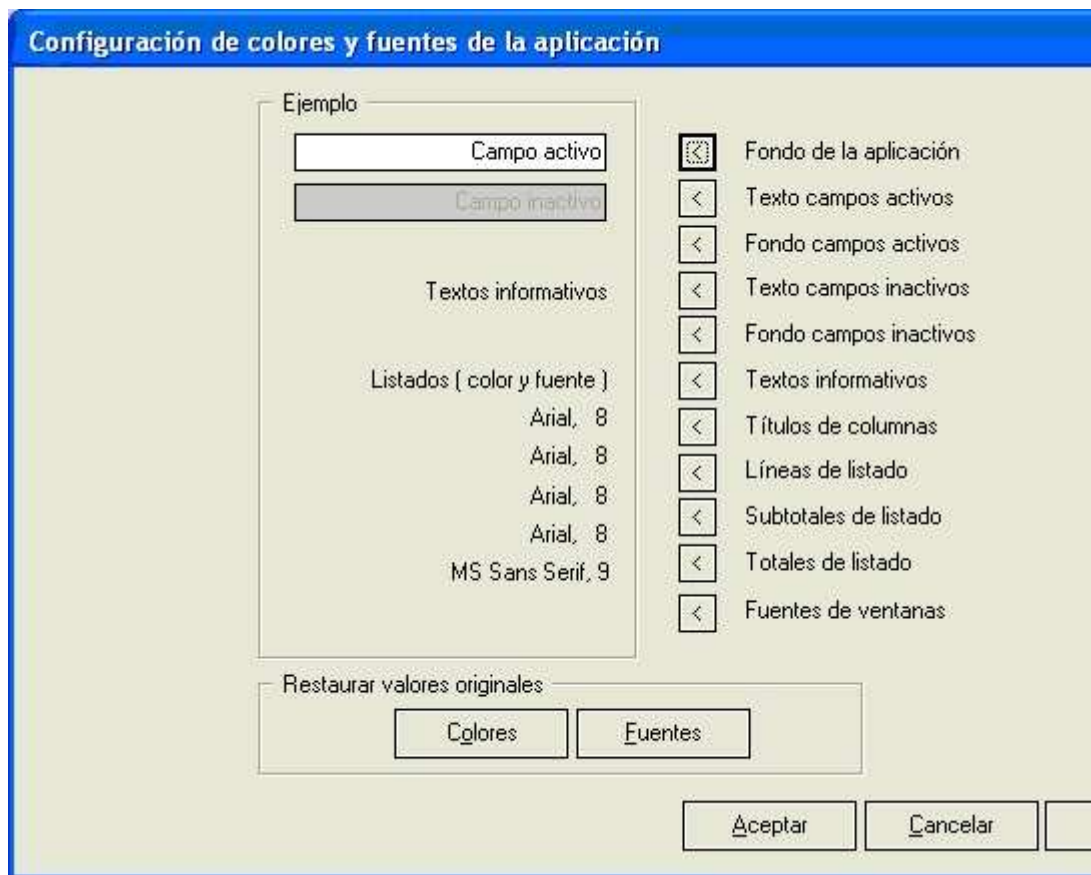 Configuración de colores y fuentes de la aplicación
Ejemplo
Campo activo
Campo inactivo
Textos informativos
Listados ( color y fuente )
Arial, 8
Arial, 8
Arial, 8
Arial, 8
MS Sans Serif, 9
< Fondo de la aplicación
< Texto campos activos
< Fondo campos activos
< Texto campos inactivos
< Fondo campos inactivos
< Textos informativos
< Títulos de columnas
< Líneas de listado
< Subtotales de listado
< Totales de listado
< Fuentes de ventanas
Restaurar valores originales
Colores
Fuentes
Aceptar
Cancelar